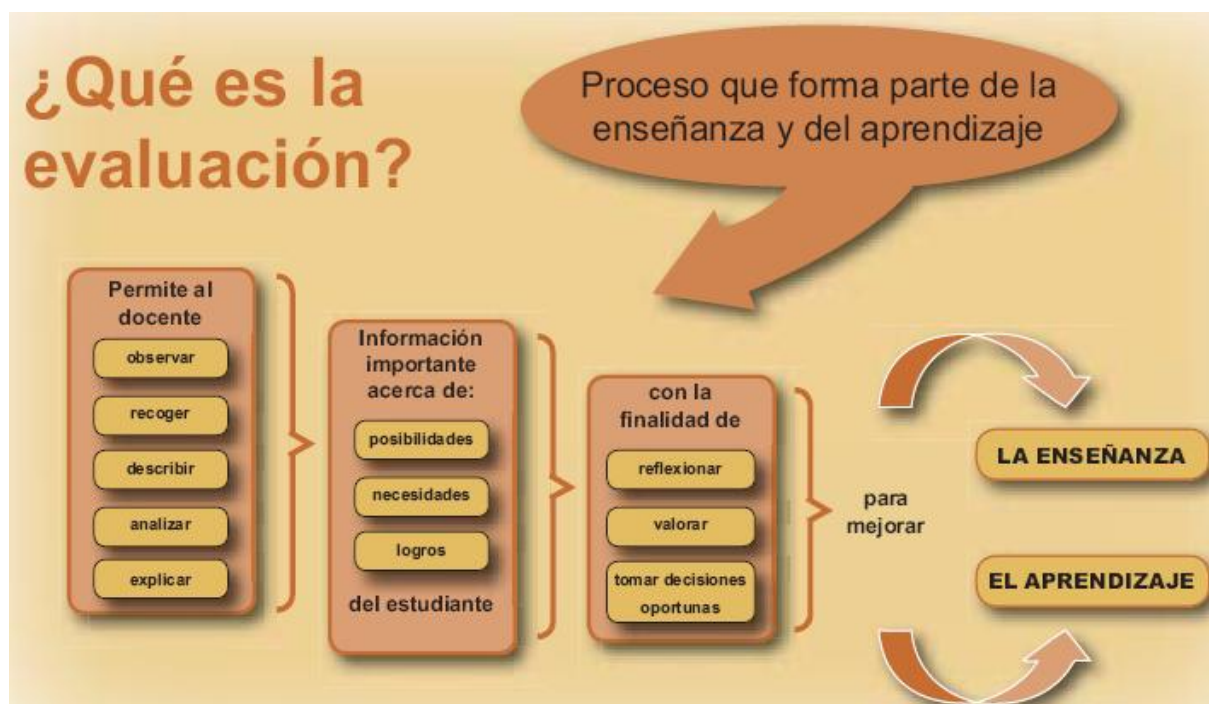 ¿Qué es la
evaluación?
Proceso que forma parte de la
enseñanza y del aprendizaje
Permite al
docente
observar
recoger
describir
analizar
explicar
Información
importante
acerca de:
posibilidades
necesidades
logros
del estudiante
con la
finalidad de
reflexionar
valorar
tomar decisiones
oportunas
para
mejorar
LA ENSEÑANZA
EL APRENDIZAJE